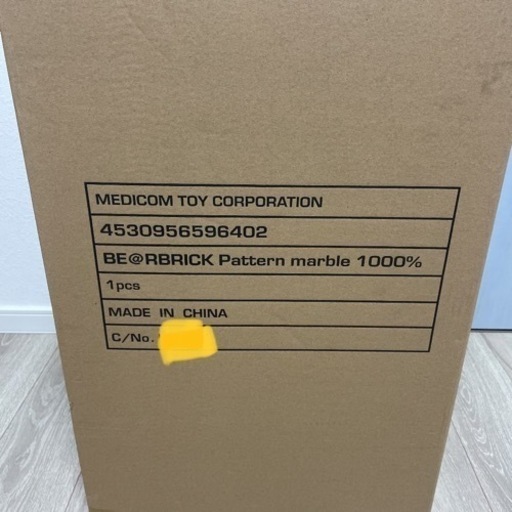 MEDICOM TOY CORPORATION
4530956596402
BE@RBRICK Pattern marble 1000%
1pcs
MADE IN CHINA
C/No.